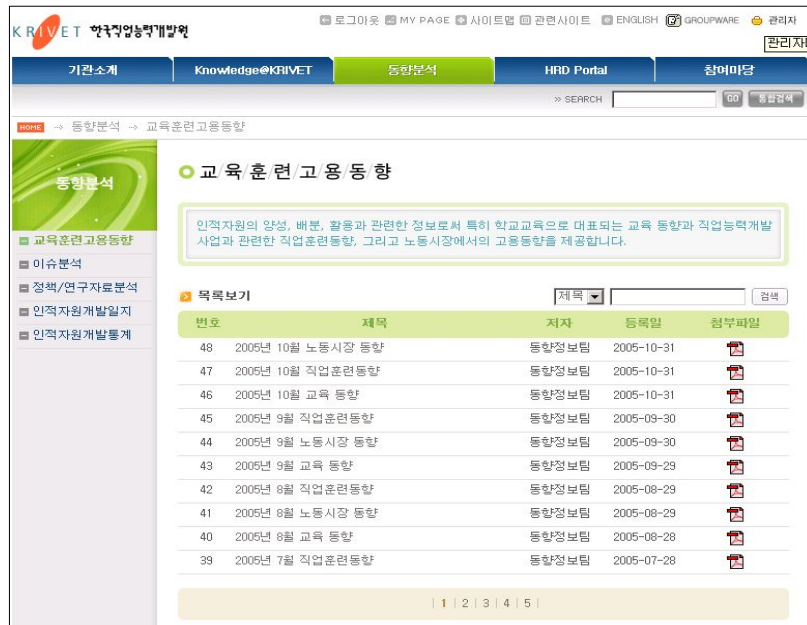 KRIVET 한국직업능력개발원
로그아웃 MY PAGE 사이트맵 관련사이트 ENGLISH GROUPWARE 관리자
관리자
기관소개 Knowledge@KRIVET 동향분석 HRD Portal 참여마당
» SEARCH GO 통합검색
HOME → 동향분석 → 교육훈련고용동향
동향분석
교육훈련고용동향
이슈분석
정책/연구자료분석
인적자원개발일지
인적자원개발통계
교/육/훈/련/고/용/동/향
인적자원의 양성, 배분, 활용과 관련한 정보로써 특히 학교교육으로 대표되는 교육 동향과 직업능력개발
사업과 관련한 직업훈련동향, 그리고 노동시장에서의 고용동향을 제공합니다.
목록보기 제목 검색
번호 제목 저자 등록일 첨부파일
48 2005년 10월 노동시장 동향 동향정보팀 2005-10-31
47 2005년 10월 직업훈련동향 동향정보팀 2005-10-31
46 2005년 10월 교육 동향 동향정보팀 2005-10-31
45 2005년 9월 직업훈련동향 동향정보팀 2005-09-30
44 2005년 9월 노동시장 동향 동향정보팀 2005-09-30
43 2005년 9월 교육 동향 동향정보팀 2005-09-29
42 2005년 8월 직업훈련동향 동향정보팀 2005-08-29
41 2005년 8월 노동시장 동향 동향정보팀 2005-08-29
40 2005년 8월 교육 동향 동향정보팀 2005-08-28
39 2005년 7월 직업훈련동향 동향정보팀 2005-07-28
| 1 | 2 | 3 | 4 | 5 |